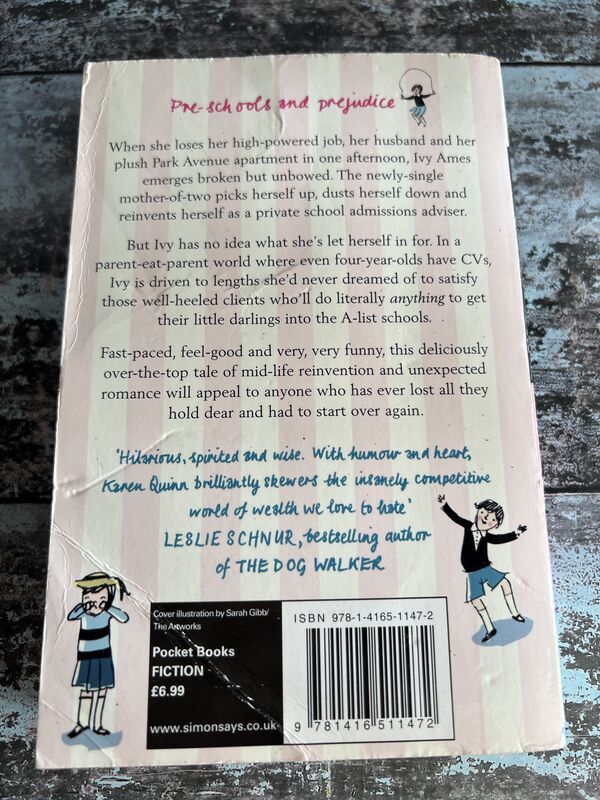 Pre-schools and prejudice
When she loses her high-powered job, her husband and her
plush Park Avenue apartment in one afternoon, Ivy Ames
emerges broken but unbowed. The newly-single
mother-of-two picks herself up, dusts herself down and
reinvents herself as a private school admissions adviser.
But Ivy has no idea what she's let herself in for. In a
parent-eat-parent world where even four-year-olds have CVs,
Ivy is driven to lengths she'd never dreamed of to satisfy
those well-heeled clients who'll do literally anything to get
their little darlings into the A-list schools.
Fast-paced, feel-good and very, very funny, this deliciously
over-the-top tale of mid-life reinvention and unexpected
romance will appeal to anyone who has ever lost all they
hold dear and had to start over again.
'Hilarious, spirited and wise. With humour and heart,
Karen Quinn brilliantly skewers the insanely competitive
world of wealth we love to hate'
LESLIE SCHNUR, bestselling author
of THE DOG WALKER
Cover illustration by Sarah Gibb/
The Artworks
Pocket Books
FICTION
£6.99
www.simonsays.co.uk
ISBN 978-1-4165-1147-2
9 781416 511472